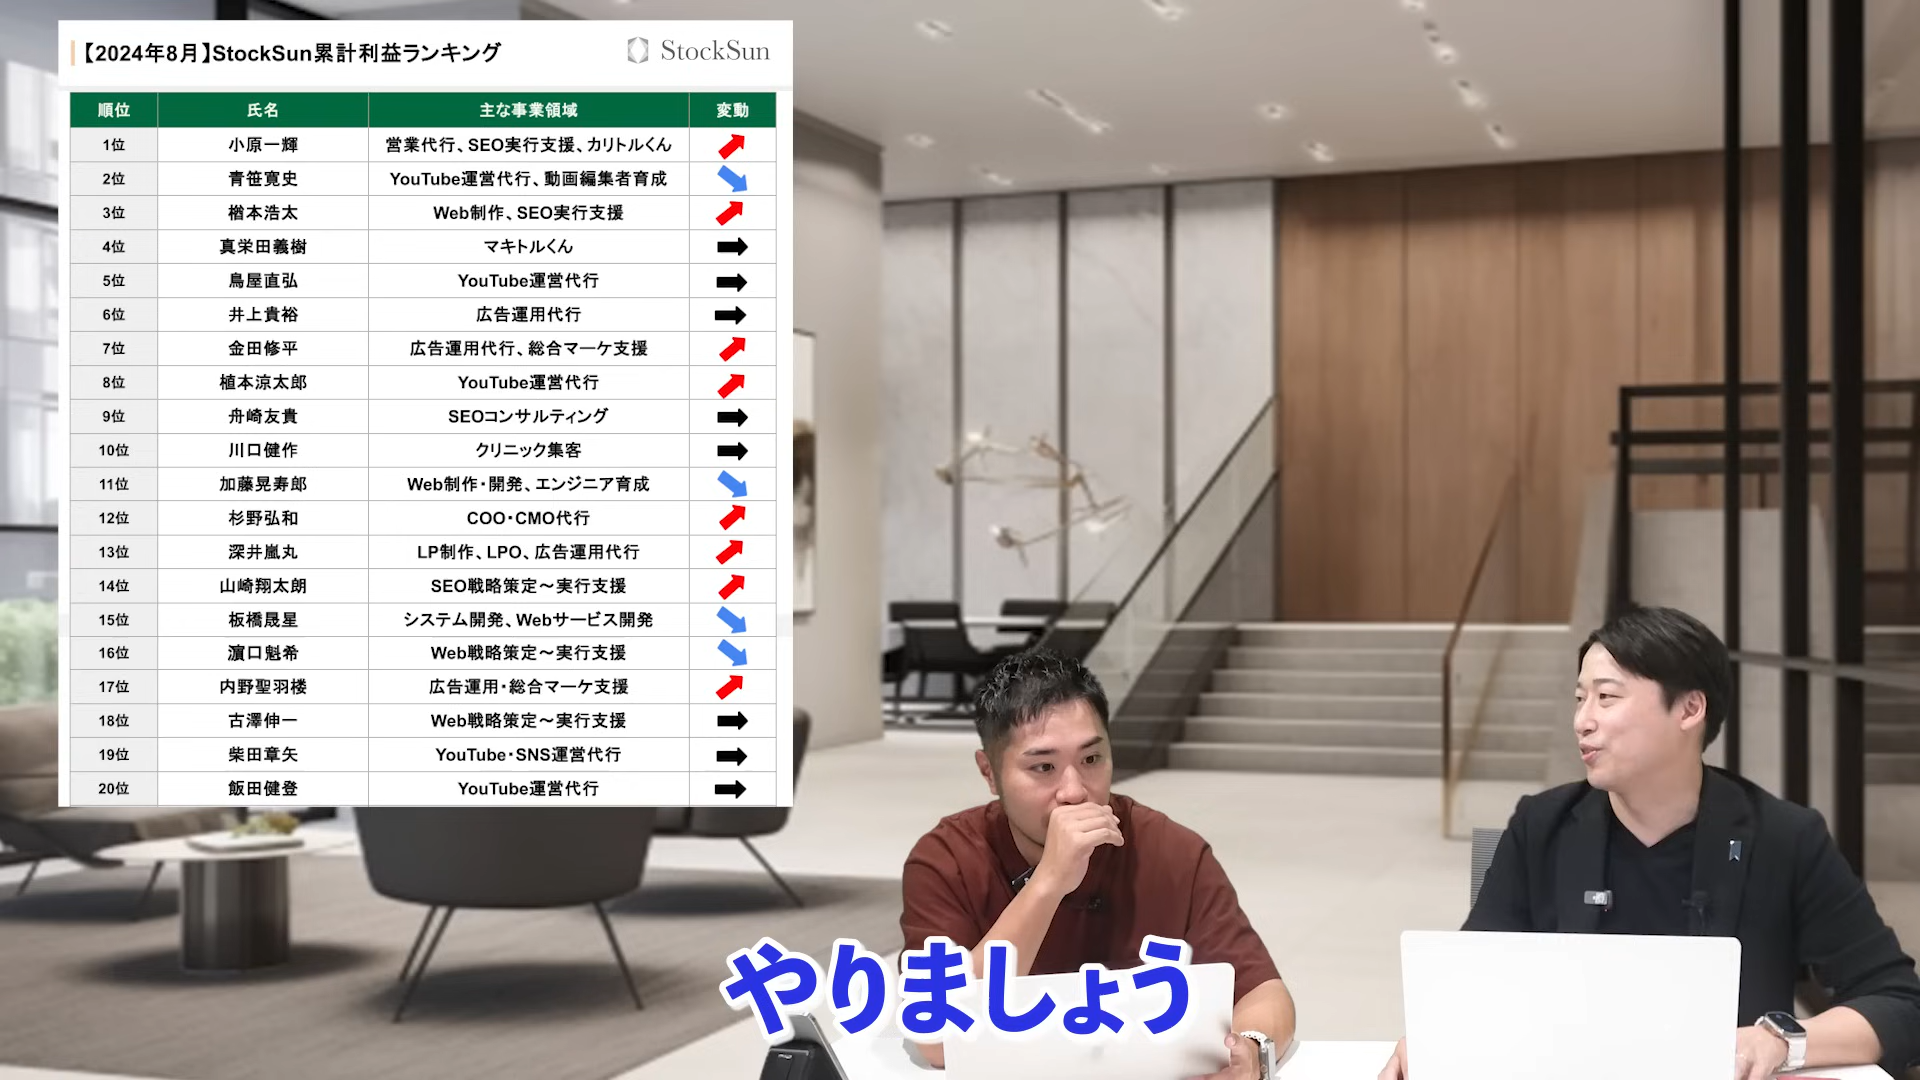 【2024年8月】StockSun累計利益ランキング
StockSun
順位 氏名 主な事業領域 変動
1位 小原一輝 営業代行、SEO実行支援、カリトルくん
2位 青笹寛史 YouTube運営代行、動画編集者育成
3位 楢本浩太 Web制作、SEO実行支援
4位 真栄田義樹 マキトルくん
5位 鳥屋直弘 YouTube運営代行
6位 井上貴裕 広告運用代行
7位 金田修平 広告運用代行、総合マーケ支援
8位 植本涼太郎 YouTube運営代行
9位 舟崎友貴 SEOコンサルティング
10位 川口健作 クリニック集客
11位 加藤晃寿郎 Web制作・開発、エンジニア育成
12位 杉野弘和 COO・CMO代行
13位 深井嵐丸 LP制作、LPO、広告運用代行
14位 山崎翔太朗 SEO戦略策定～実行支援
15位 板橋晟星 システム開発、Webサービス開発
16位 濵口魁希 Web戦略策定～実行支援
17位 内野聖羽楼 広告運用・総合マーケ支援
18位 古澤伸一 Web戦略策定～実行支援
19位 柴田章矢 YouTube・SNS運営代行
20位 飯田健登 YouTube運営代行
やりましょう